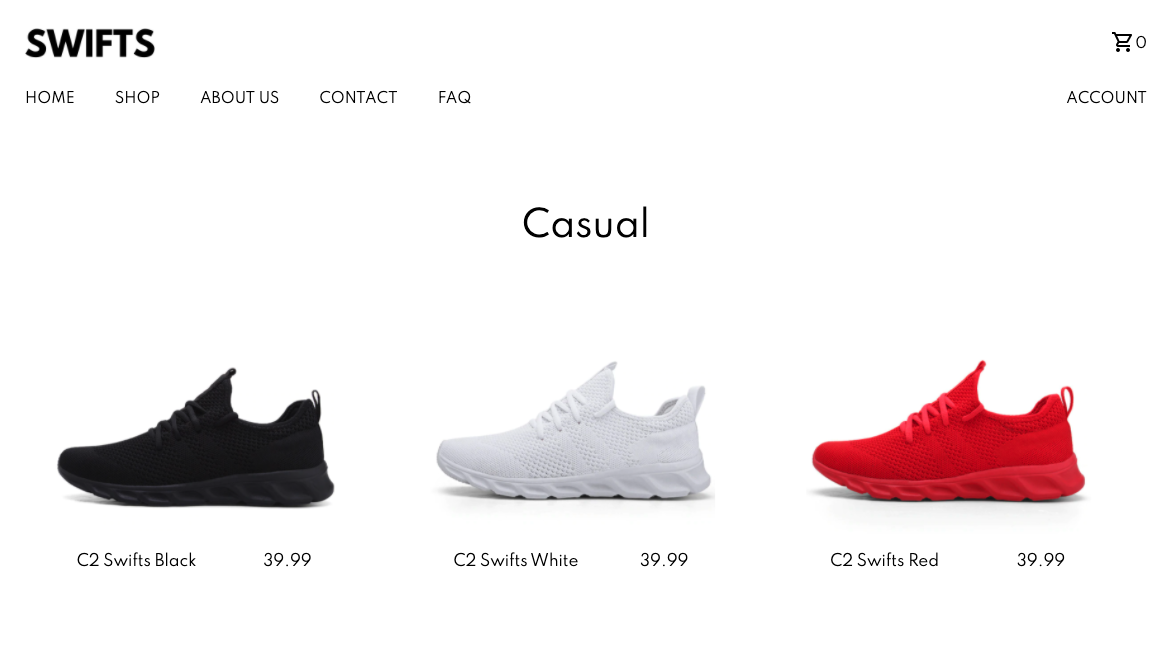 SWIFTS
0
HOME SHOP ABOUT US CONTACT FAQ ACCOUNT
Casual
C2 Swifts Black 39.99 C2 Swifts White 39.99 C2 Swifts Red 39.99